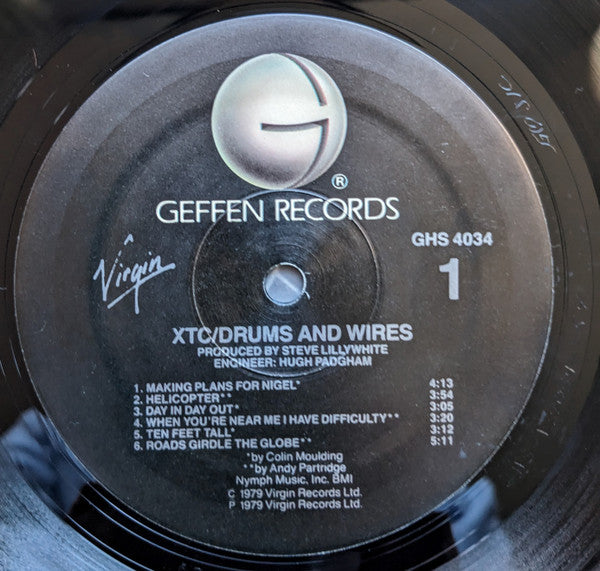 G
®
GEFFEN RECORDS
GHS 4034
Virgin
1
XTC/DRUMS AND WIRES
PRODUCED BY STEVE LILLYWHITE
ENGINEER: HUGH PADGHAM
1. MAKING PLANS FOR NIGEL* 4:13
2. HELICOPTER** 3:54
3. DAY IN DAY OUT* 3:05
4. WHEN YOU'RE NEAR ME I HAVE DIFFICULTY** 3:20
5. TEN FEET TALL* 3:12
6. ROADS GIRDLE THE GLOBE** 5:11
*by Colin Moulding
**by Andy Partridge
Nymph Music, Inc. BMI
C 1979 Virgin Records Ltd.
P 1979 Virgin Records Ltd.